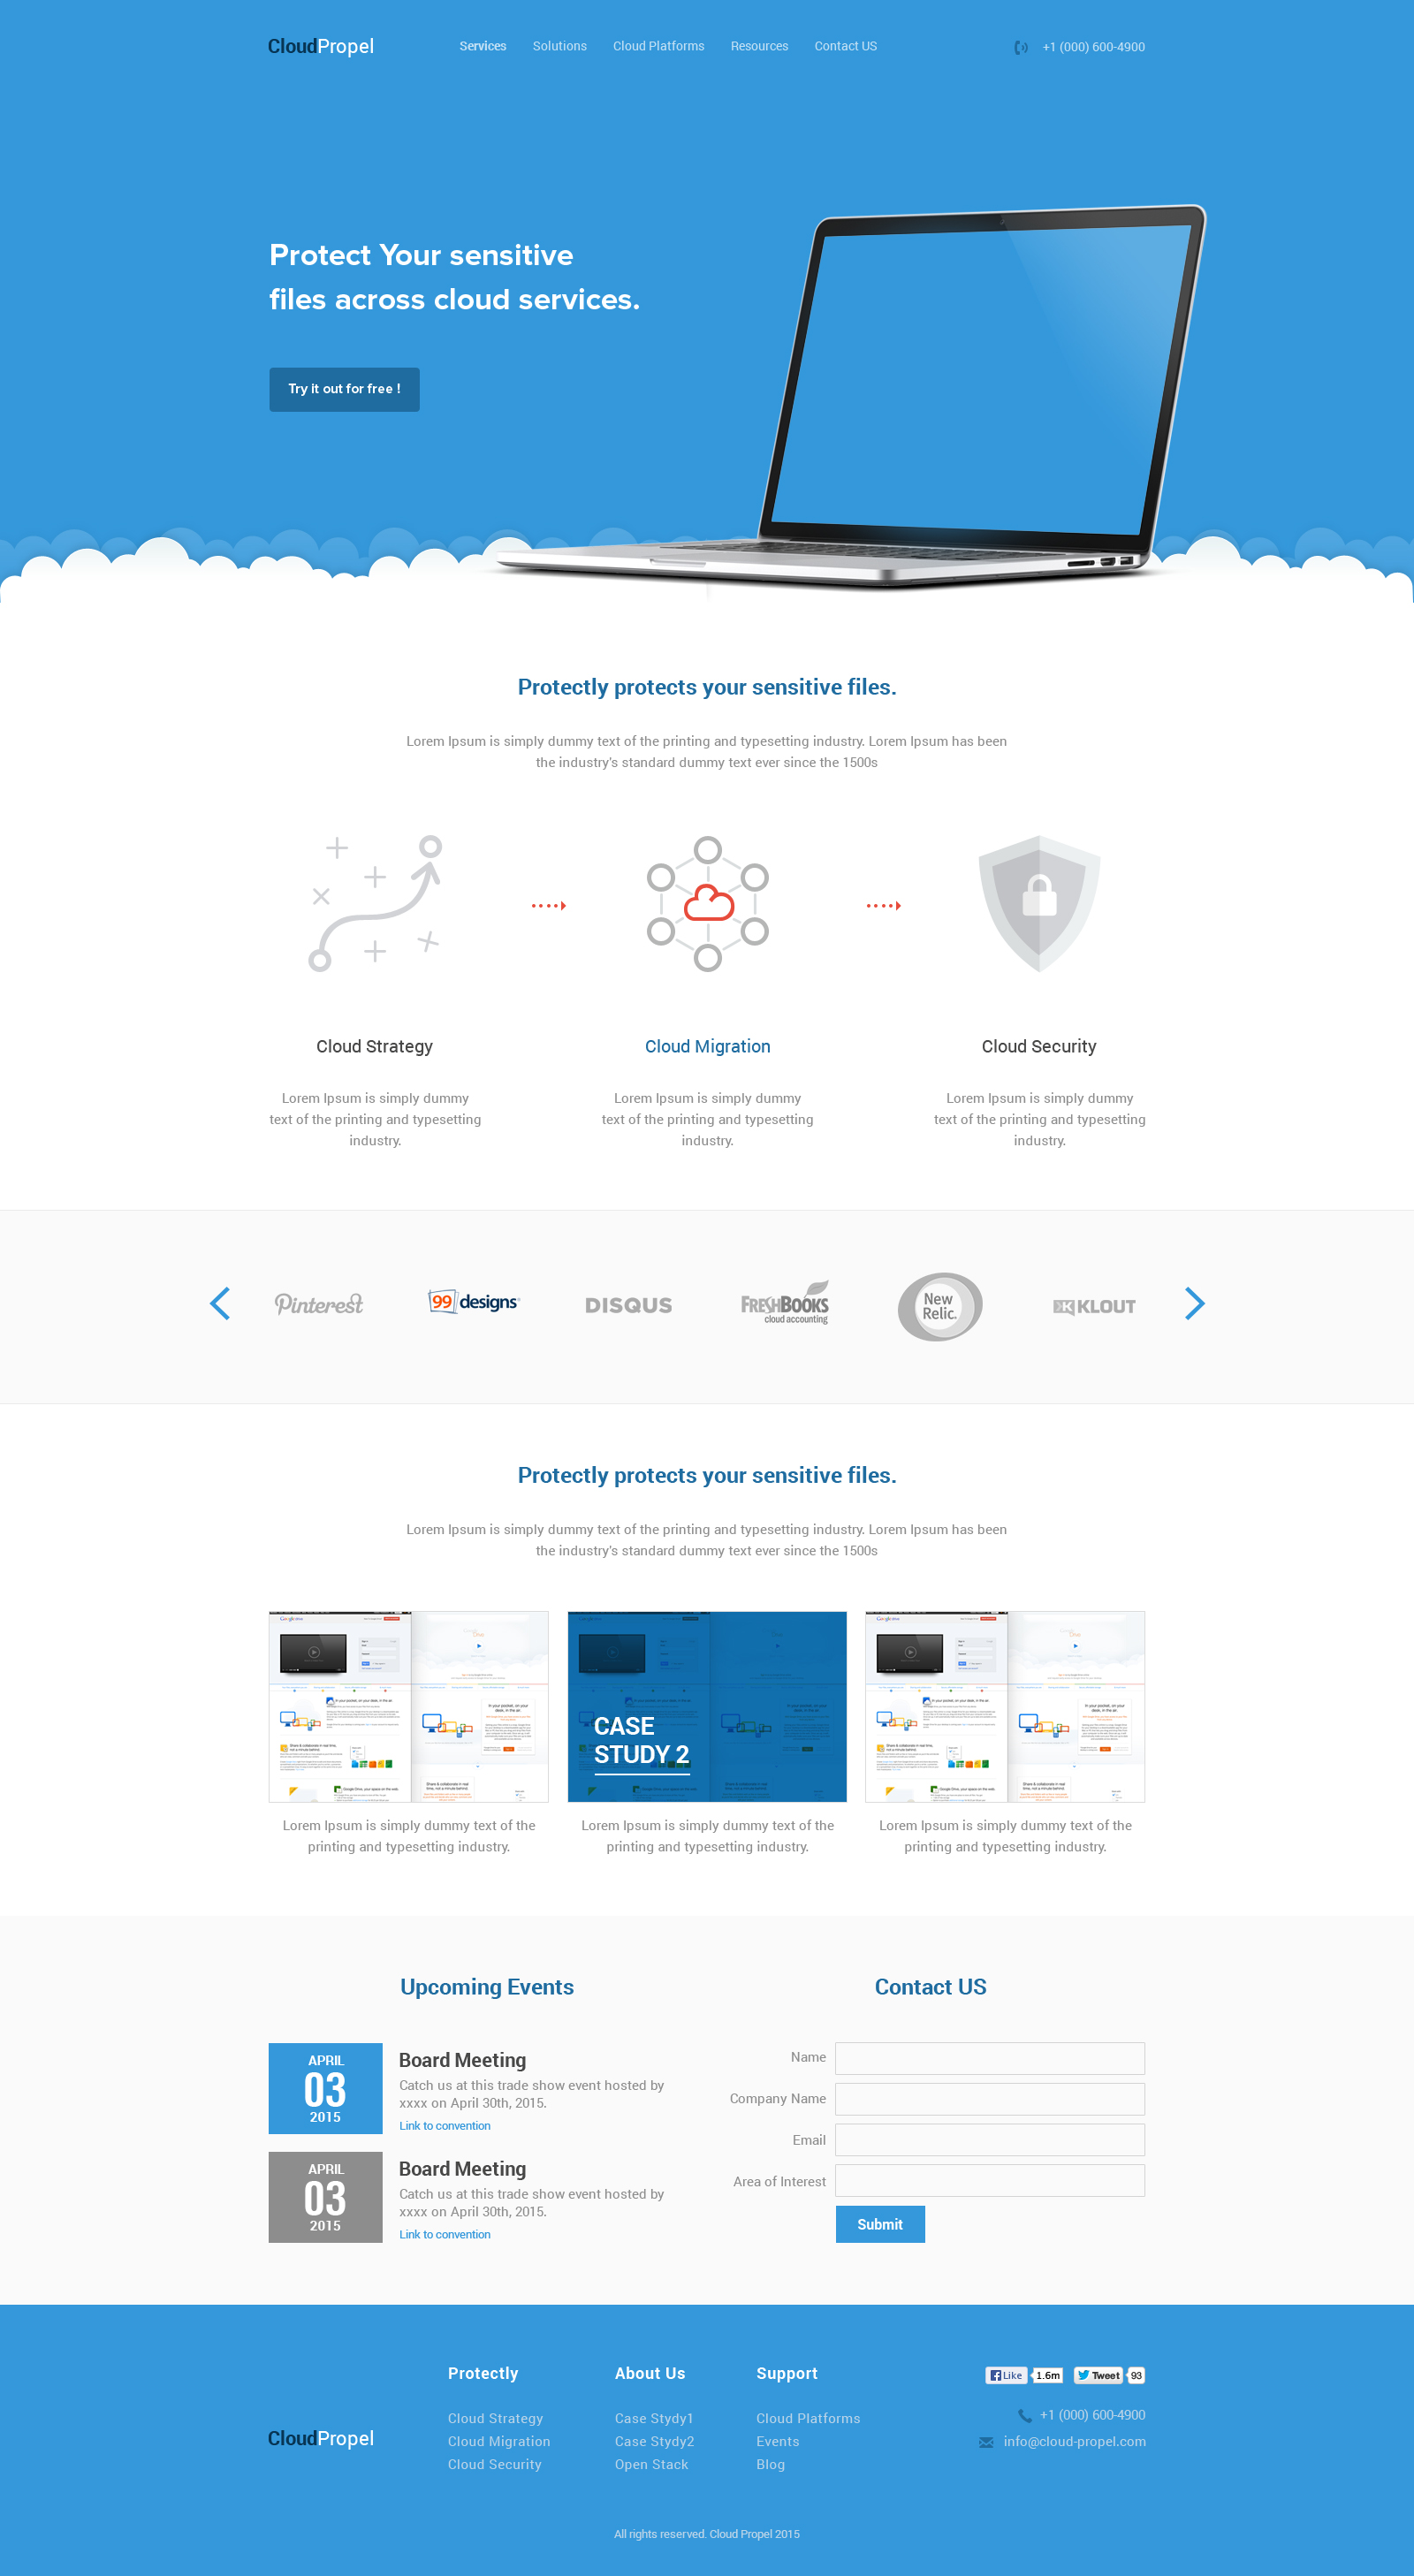 CloudPropel
Services Solutions Cloud Platforms Resources Contact US
+1 (000) 600-4900
Protect Your sensitive
files across cloud services.
Try it out for free !
Protectly protects your sensitive files.
Lorem Ipsum is simply dummy text of the printing and typesetting industry. Lorem Ipsum has been
the industry's standard dummy text ever since the 1500s
Cloud Strategy
Lorem Ipsum is simply dummy
text of the printing and typesetting
industry.
Cloud Migration
Lorem Ipsum is simply dummy
text of the printing and typesetting
industry.
Cloud Security
Lorem Ipsum is simply dummy
text of the printing and typesetting
industry.
Pinterest
99designs®
DISQUS
FRESHBOOKS
cloud accounting
New
Relic.
KLOUT
Protectly protects your sensitive files.
Lorem Ipsum is simply dummy text of the printing and typesetting industry. Lorem Ipsum has been
the industry's standard dummy text ever since the 1500s
Lorem Ipsum is simply dummy text of the
printing and typesetting industry.
CASE
STUDY 2
Lorem Ipsum is simply dummy text of the
printing and typesetting industry.
Lorem Ipsum is simply dummy text of the
printing and typesetting industry.
Upcoming Events
APRIL
03
2015
Board Meeting
Catch us at this trade show event hosted by
xxxx on April 30th, 2015.
Link to convention
APRIL
03
2015
Board Meeting
Catch us at this trade show event hosted by
xxxx on April 30th, 2015.
Link to convention
Contact US
Name
Company Name
Email
Area of Interest
Submit
CloudPropel
Protectly
Cloud Strategy
Cloud Migration
Cloud Security
About Us
Case Stydy1
Case Stydy2
Open Stack
Support
Cloud Platforms
Events
Blog
Like 1.6m Tweet 93
+1 (000) 600-4900
info@cloud-propel.com
All rights reserved. Cloud Propel 2015